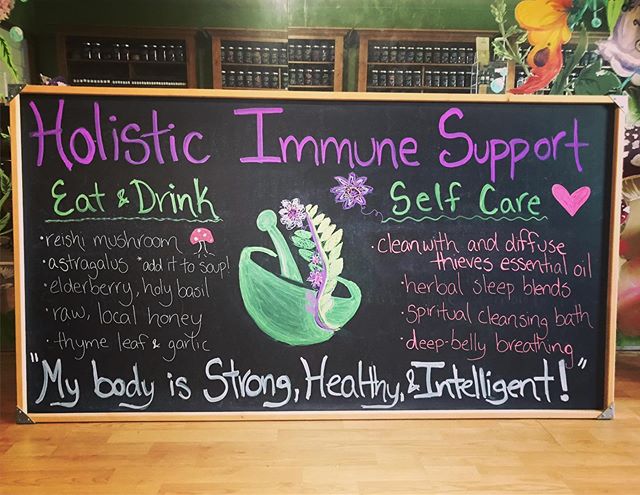 Holistic Immune Support
Eat & Drink
• reishi mushroom
• astragalus *add it to soup!
• elderberry, holy basil
• raw, local honey
• thyme leaf & garlic
Self Care
• clean with and diffuse
thieves essential oil
• herbal sleep blends
• spiritual cleansing bath
• deep-belly breathing
"My body is Strong, Healthy, & Intelligent!"